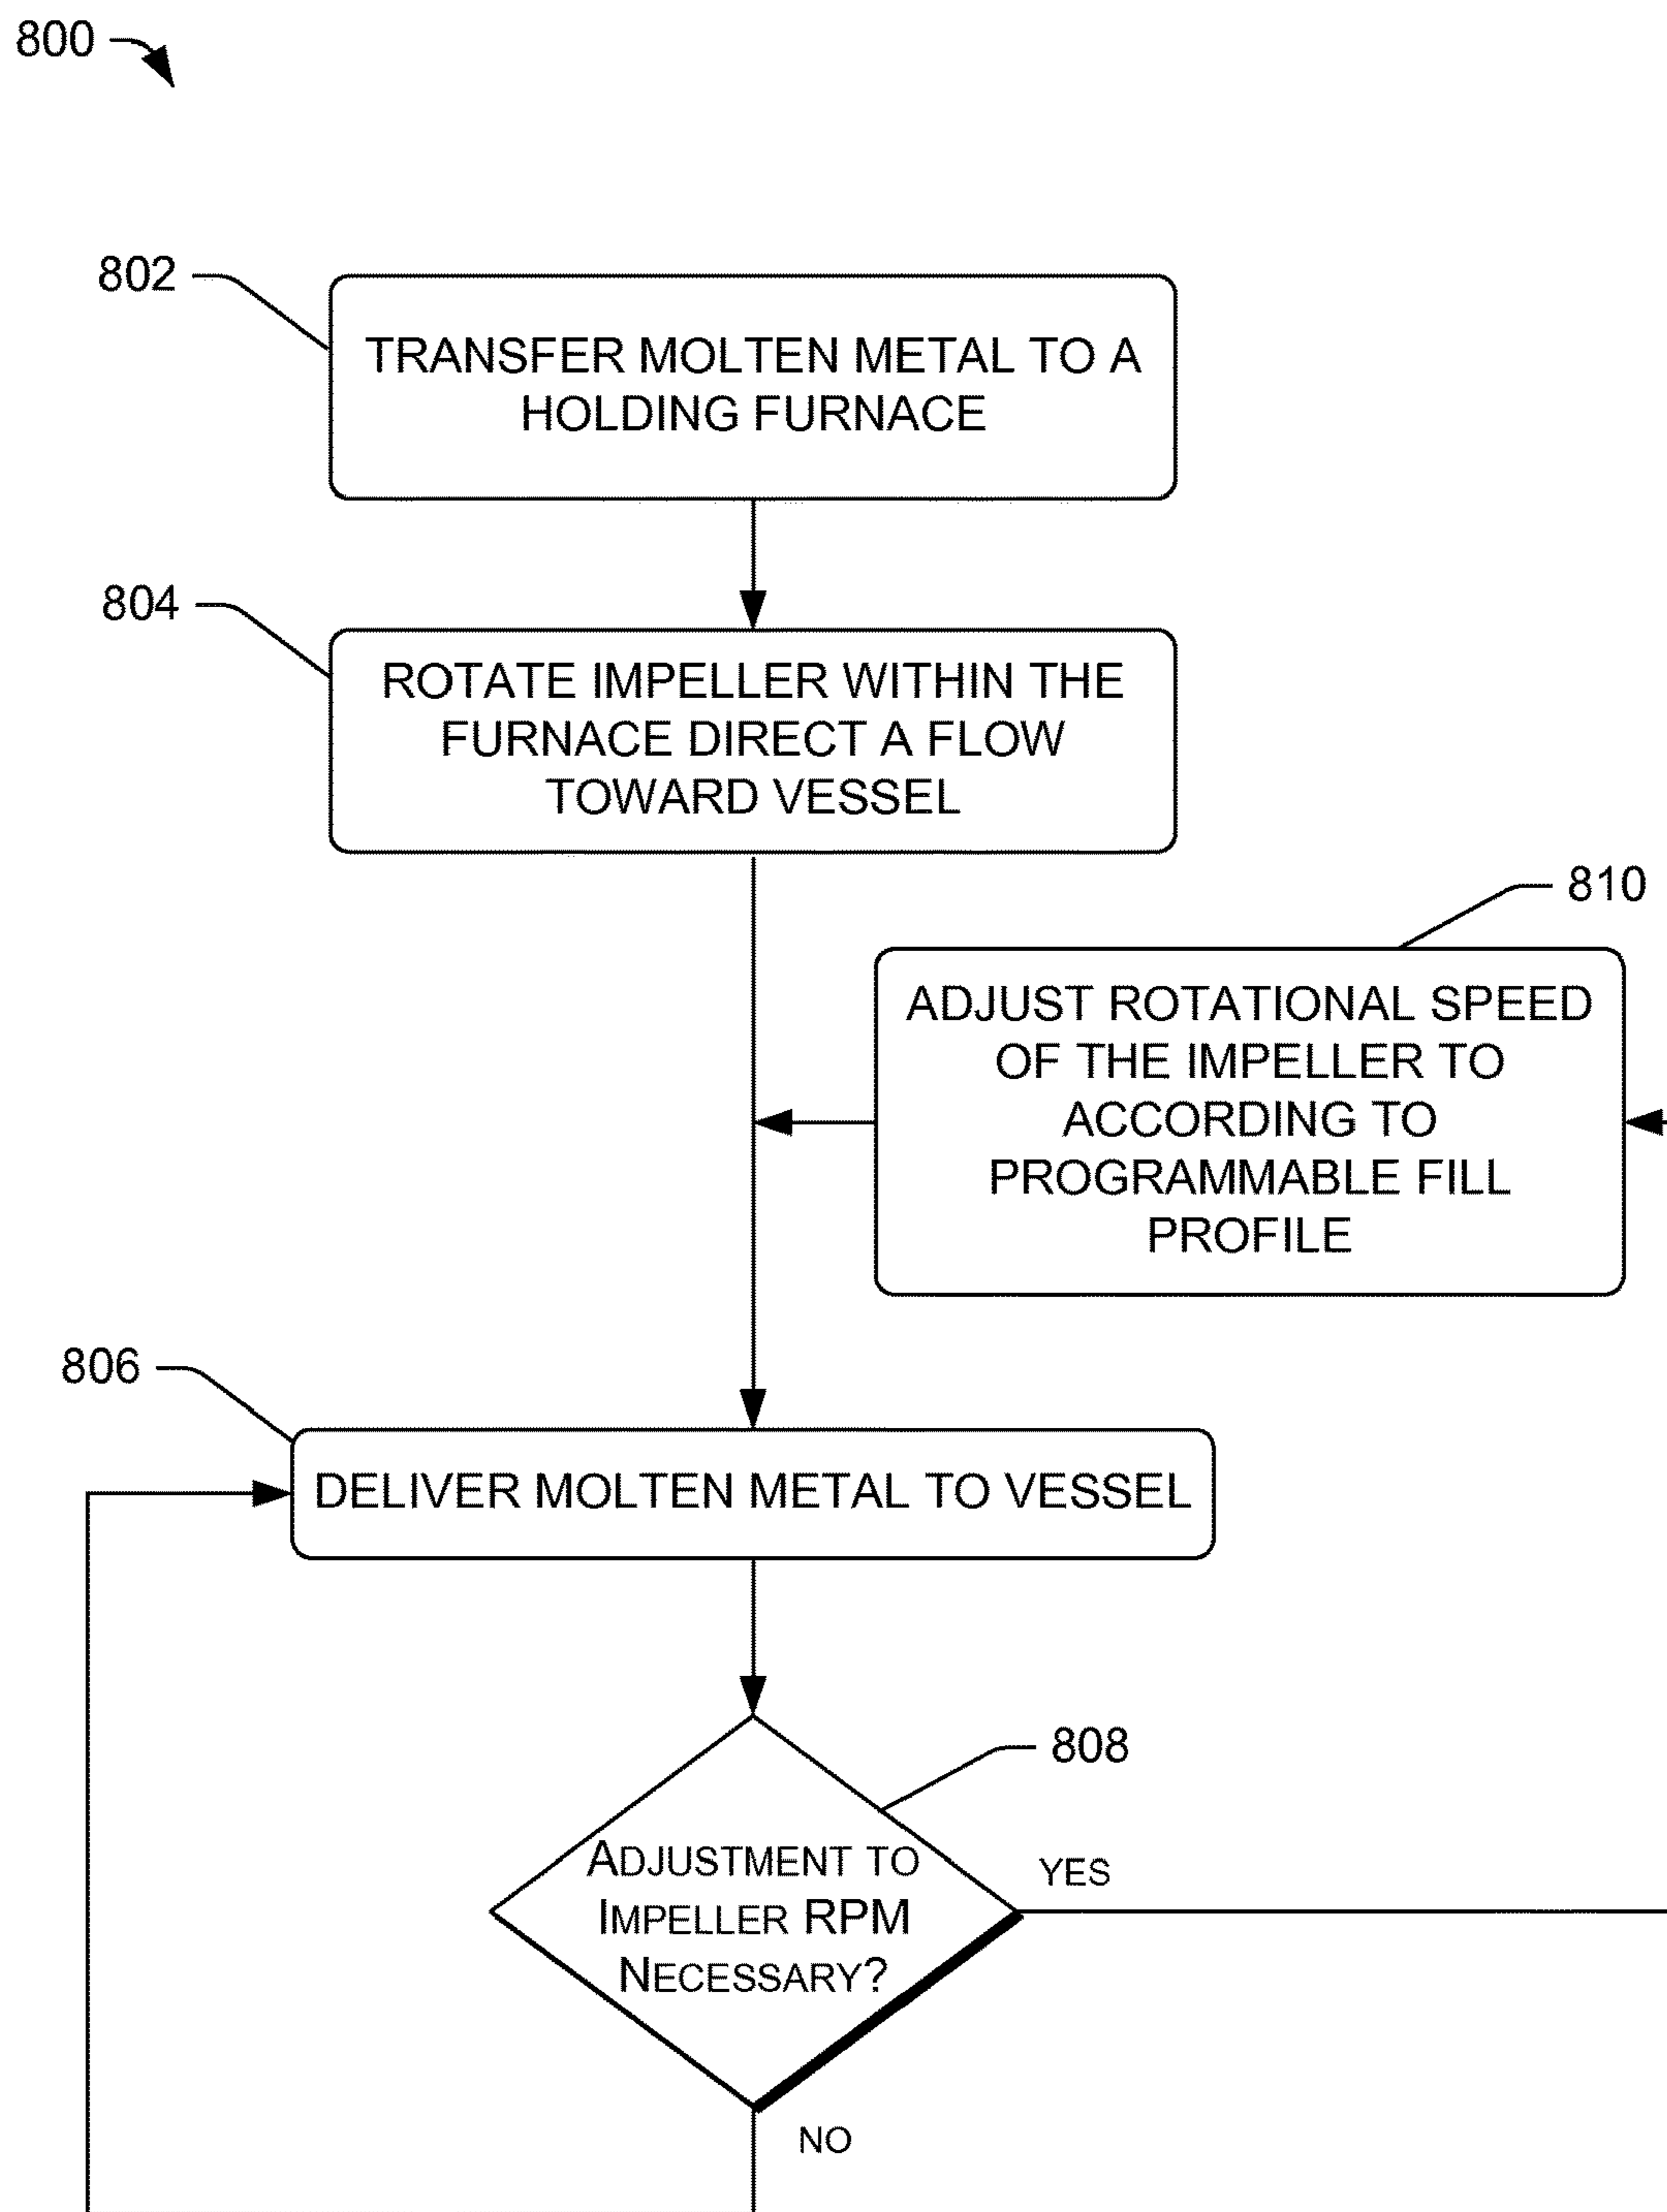 800
802
TRANSFER MOLTEN METAL TO A
HOLDING FURNACE
804
ROTATE IMPELLER WITHIN THE
FURNACE DIRECT A FLOW
TOWARD VESSEL
810
ADJUST ROTATIONAL SPEED
OF THE IMPELLER TO
ACCORDING TO
PROGRAMMABLE FILL
PROFILE
806
DELIVER MOLTEN METAL TO VESSEL
808
ADJUSTMENT TO
IMPELLER RPM
NECESSARY?
YES
NO